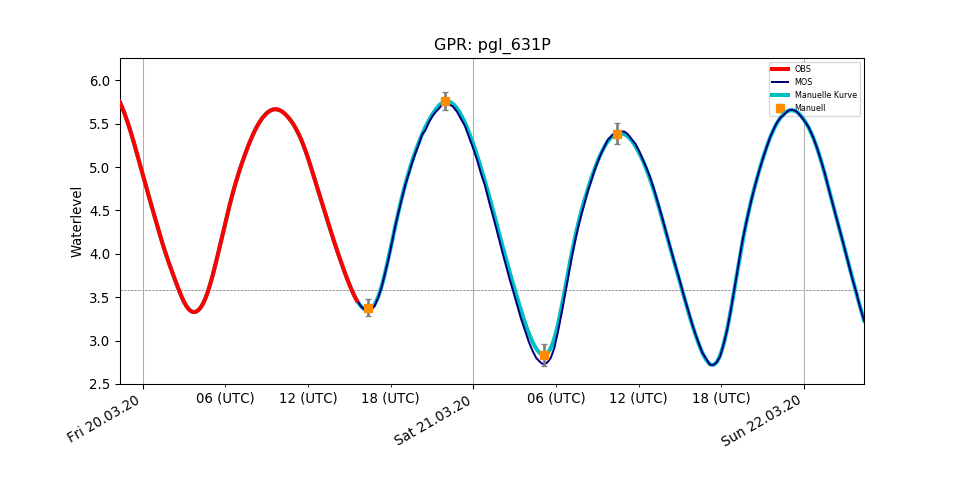 GPR: pgl_631P
OBS
MOS
Manuelle Kurve
Manuell
Waterlevel
6.0
5.5
5.0
4.5
4.0
3.5
3.0
2.5
Fri 20.03.20
06 (UTC)
12 (UTC)
18 (UTC)
Sat 21.03.20
06 (UTC)
12 (UTC)
18 (UTC)
Sun 22.03.20